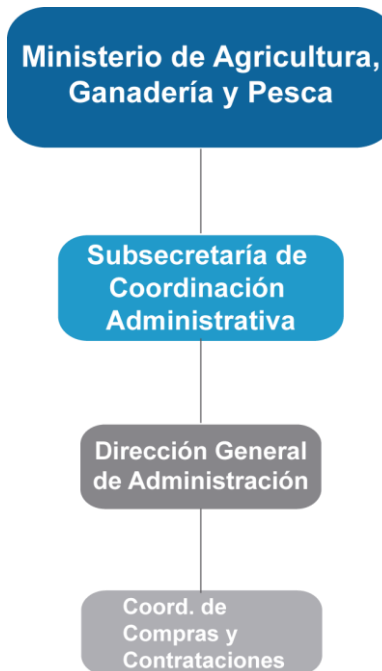 Ministerio de Agricultura,
Ganadería y Pesca
Subsecretaría de
Coordinación
Administrativa
Dirección General
de Administración
Coord. de
Compras y
Contrataciones